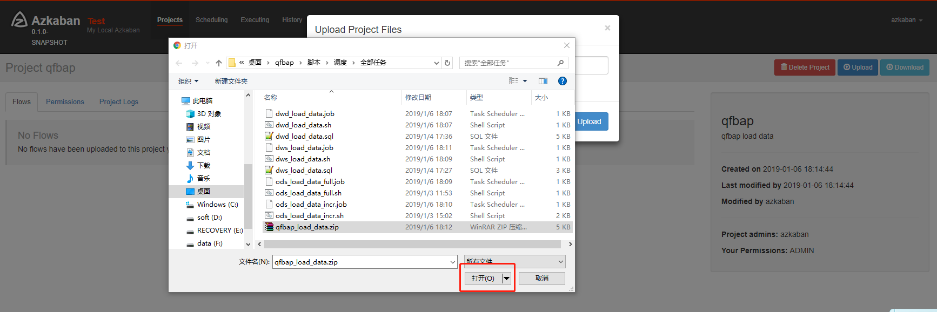 Azkaban
Test
0.1.0-
SNAPSHOT
My Local Azkaban
Projects
Scheduling
Executing
History
azkaban
Upload Project Files
×
Project qfbap
Delete Project
Upload
Download
Flows
Permissions
Project Logs
No Flows
No flows have been uploaded to this project
Upload
打开
« 桌面 › qfbap › 脚本 › 调度 › 全部任务
搜索"全部任务"
组织
新建文件夹
此电脑
3D 对象
视频
图片
文档
下载
音乐
桌面
Windows (C:)
soft (D:)
RECOVERY (E:)
data (F:)
名称
修改日期
类型
大小
dwd_load_data.job 2019/1/6 18:07 Task Scheduler ... 1 KB
dwd_load_data.sh 2019/1/6 18:07 Shell Script 1 KB
dwd_load_data.sql 2019/1/4 17:36 SQL 文件 5 KB
dws_load_data.job 2019/1/6 18:11 Task Scheduler ... 1 KB
dws_load_data.sh 2019/1/6 18:09 Shell Script 1 KB
dws_load_data.sql 2019/1/4 17:27 SQL 文件 3 KB
ods_load_data_full.job 2019/1/6 18:09 Task Scheduler ... 1 KB
ods_load_data_full.sh 2019/1/3 11:53 Shell Script 1 KB
ods_load_data_incr.job 2019/1/6 18:10 Task Scheduler ... 1 KB
ods_load_data_incr.sh 2019/1/3 15:02 Shell Script 2 KB
qfbap_load_data.zip 2019/1/6 18:12 WinRAR ZIP 压缩... 5 KB
文件名(N):
qfbap_load_data.zip
所有文件
打开(O)
取消
qfbap
qfbap load data
Created on 2019-01-06 18:14:44
Last modified by 2019-01-06 18:14:44
Modified by azkaban
Project admins: azkaban
Your Permissions: ADMIN